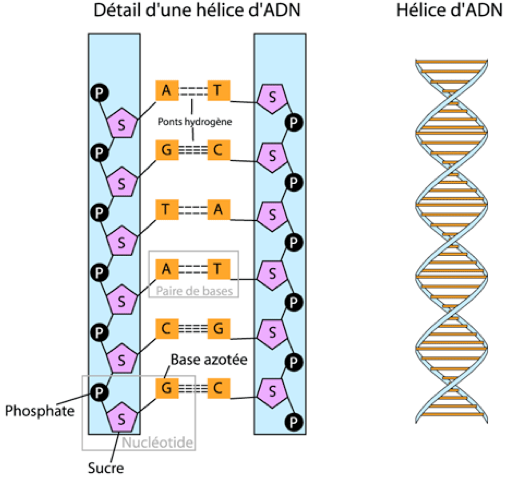 Détail d'une hélice d'ADN
Hélice d'ADN
P A T S
S P
Ponts hydrogène
P G C S
S P
P T A S
S P
P A T S
Paire de bases
S P
P C G S
S P
Base azotée
P G C S
Phosphate
S P
Nucléotide
Sucre